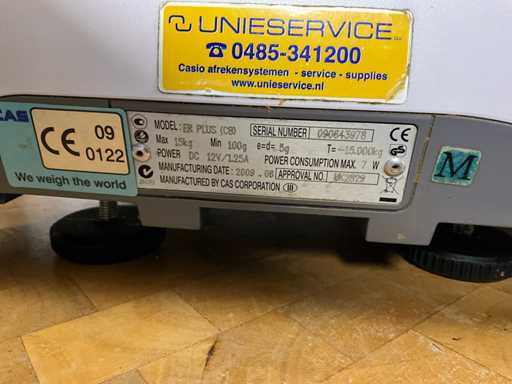 UNIESERVICE
☎ 0485-341200
Casio afrekensystemen - service - supplies
www.unieservice.nl
CAS
CE 09
0122
We weigh the world
MODEL: ER PLUS (CB) SERIAL NUMBER 090643978
Max 15kg Min 100g e=d= 5g T= -15.000kg
POWER DC 12V/1.25A POWER CONSUMPTION MAX. 7 W
MANUFACTURING DATE: 2009 . 06 APPROVAL NO.
MANUFACTURED BY CAS CORPORATION
CE
M